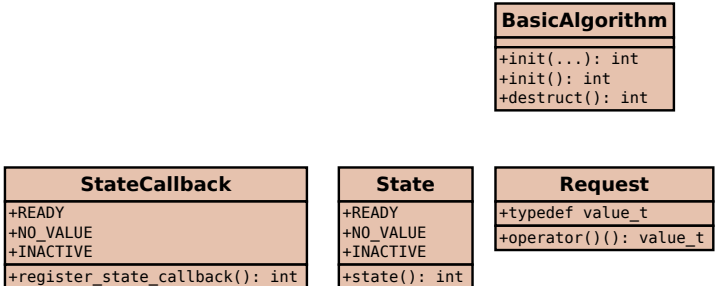 BasicAlgorithm
+init(...): int
+init(): int
+destruct(): int
StateCallback
+READY
+NO_VALUE
+INACTIVE
+register_state_callback(): int
State
+READY
+NO_VALUE
+INACTIVE
+state(): int
Request
+typedef value_t
+operator()(): value_t